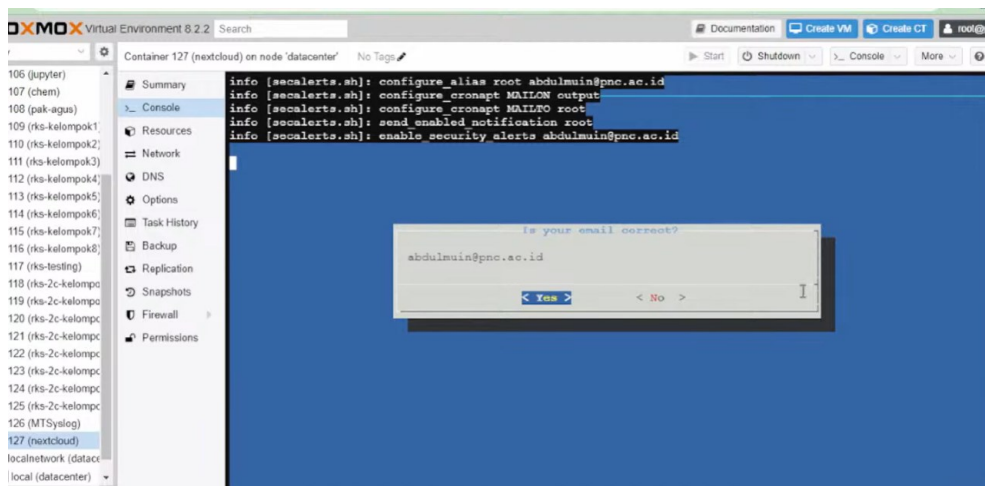 OXMOX Virtual Environment 8.2.2 Search
Documentation Create VM Create CT root@
Container 127 (nextcloud) on node 'datacenter' No Tags
Start Shutdown Console More
106 (jupyter)
107 (chem)
108 (pak-agus)
109 (rks-kelompok1)
110 (rks-kelompok2)
111 (rks-kelompok3)
112 (rks-kelompok4)
113 (rks-kelompok5)
114 (rks-kelompok6)
115 (rks-kelompok7)
116 (rks-kelompok8)
117 (rks-testing)
118 (rks-2c-kelompo
119 (rks-2c-kelompo
120 (rks-2c-kelompo
121 (rks-2c-kelompo
122 (rks-2c-kelompo
123 (rks-2c-kelompo
124 (rks-2c-kelompo
125 (rks-2c-kelompo
126 (MTSyslog)
127 (nextcloud)
localnetwork (datace
local (datacenter)
Summary
>_ Console
Resources
Network
DNS
Options
Task History
Backup
Replication
Snapshots
Firewall
Permissions
info [secalerts.sh]: configure_alias root abdulmuin@pnc.ac.id
info [secalerts.sh]: configure_cronapt MAILON output
info [secalerts.sh]: configure_cronapt MAILTO root
info [secalerts.sh]: send_enabled_notification root
info [secalerts.sh]: enable_security_alerts abdulmuin@pnc.ac.id
Is your email correct?
abdulmuin@pnc.ac.id
< Yes > < No >